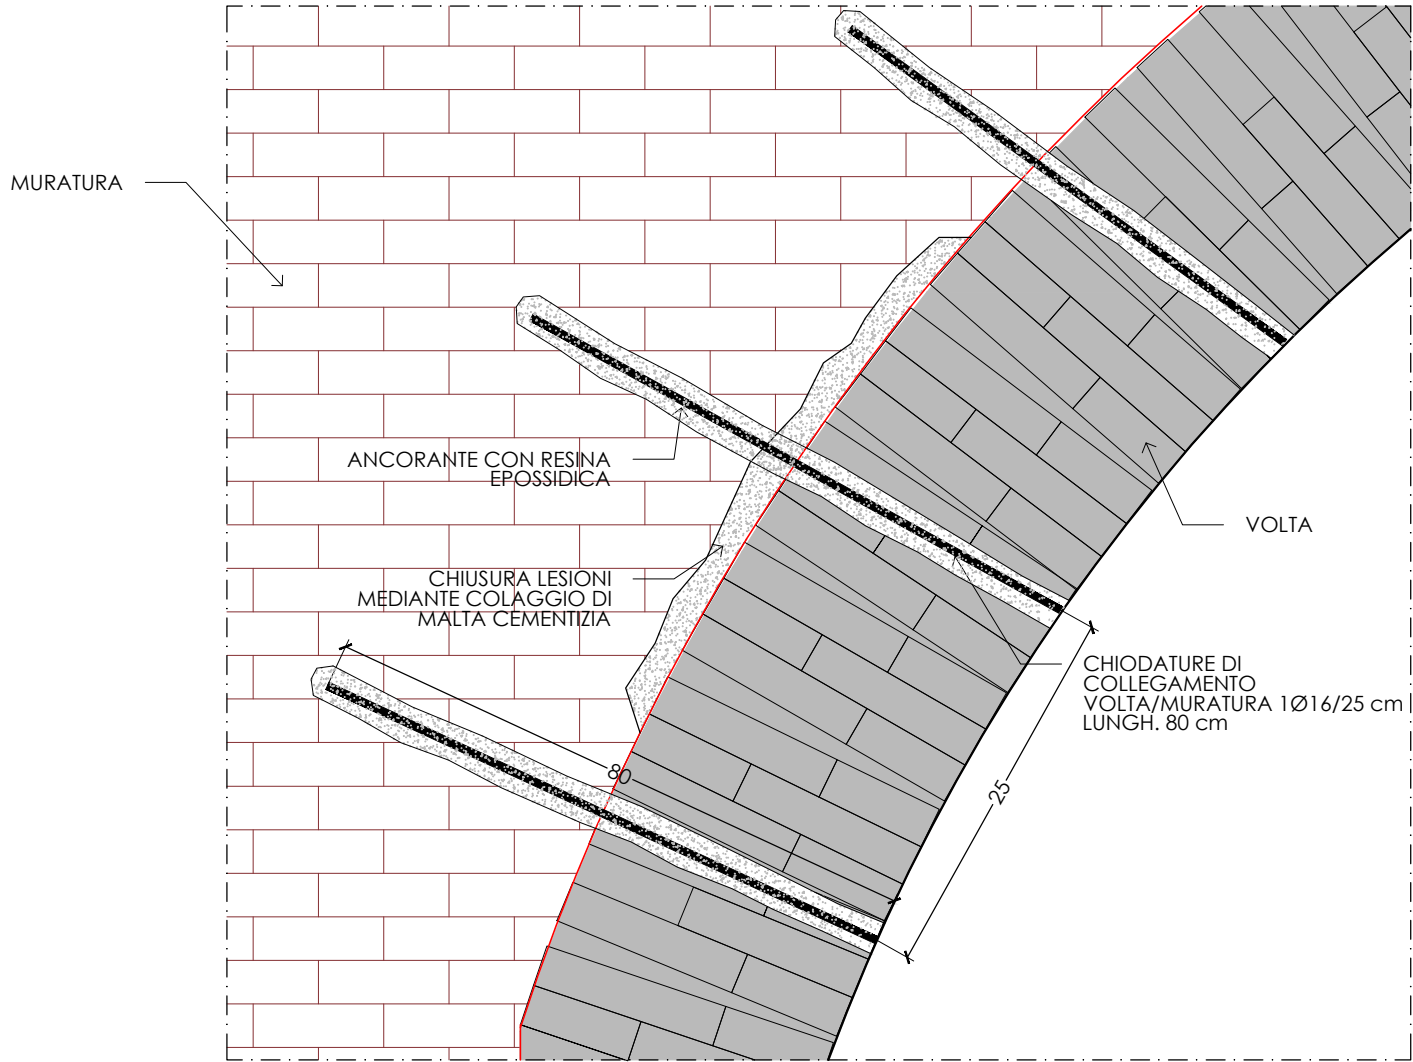 MURATURA
ANCORANTE CON RESINA
EPOSSIDICA
VOLTA
CHIUSURA LESIONI
MEDIANTE COLAGGIO DI
MALTA CEMENTIZIA
CHIODATURE DI
COLLEGAMENTO
VOLTA/MURATURA 1Ø16/25 cm
LUNGH. 80 cm
80
25